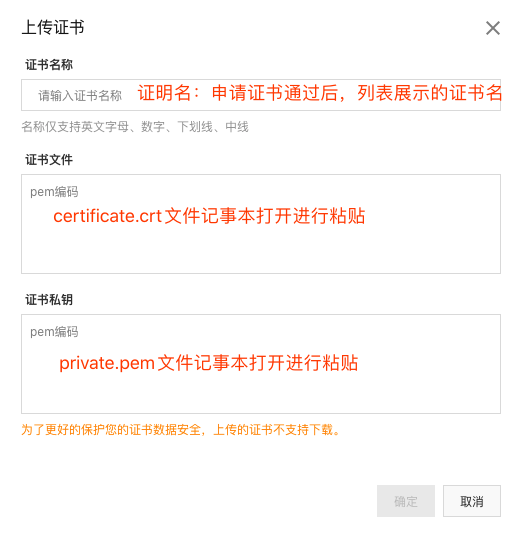 上传证书
证书名称
请输入证书名称 证明名：申请证书通过后，列表展示的证书名
名称仅支持英文字母、数字、下划线、中线
证书文件
pem编码
certificate.crt文件记事本打开进行粘贴
证书私钥
pem编码
private.pem文件记事本打开进行粘贴
为了更好的保护您的证书数据安全，上传的证书不支持下载。
确定 取消